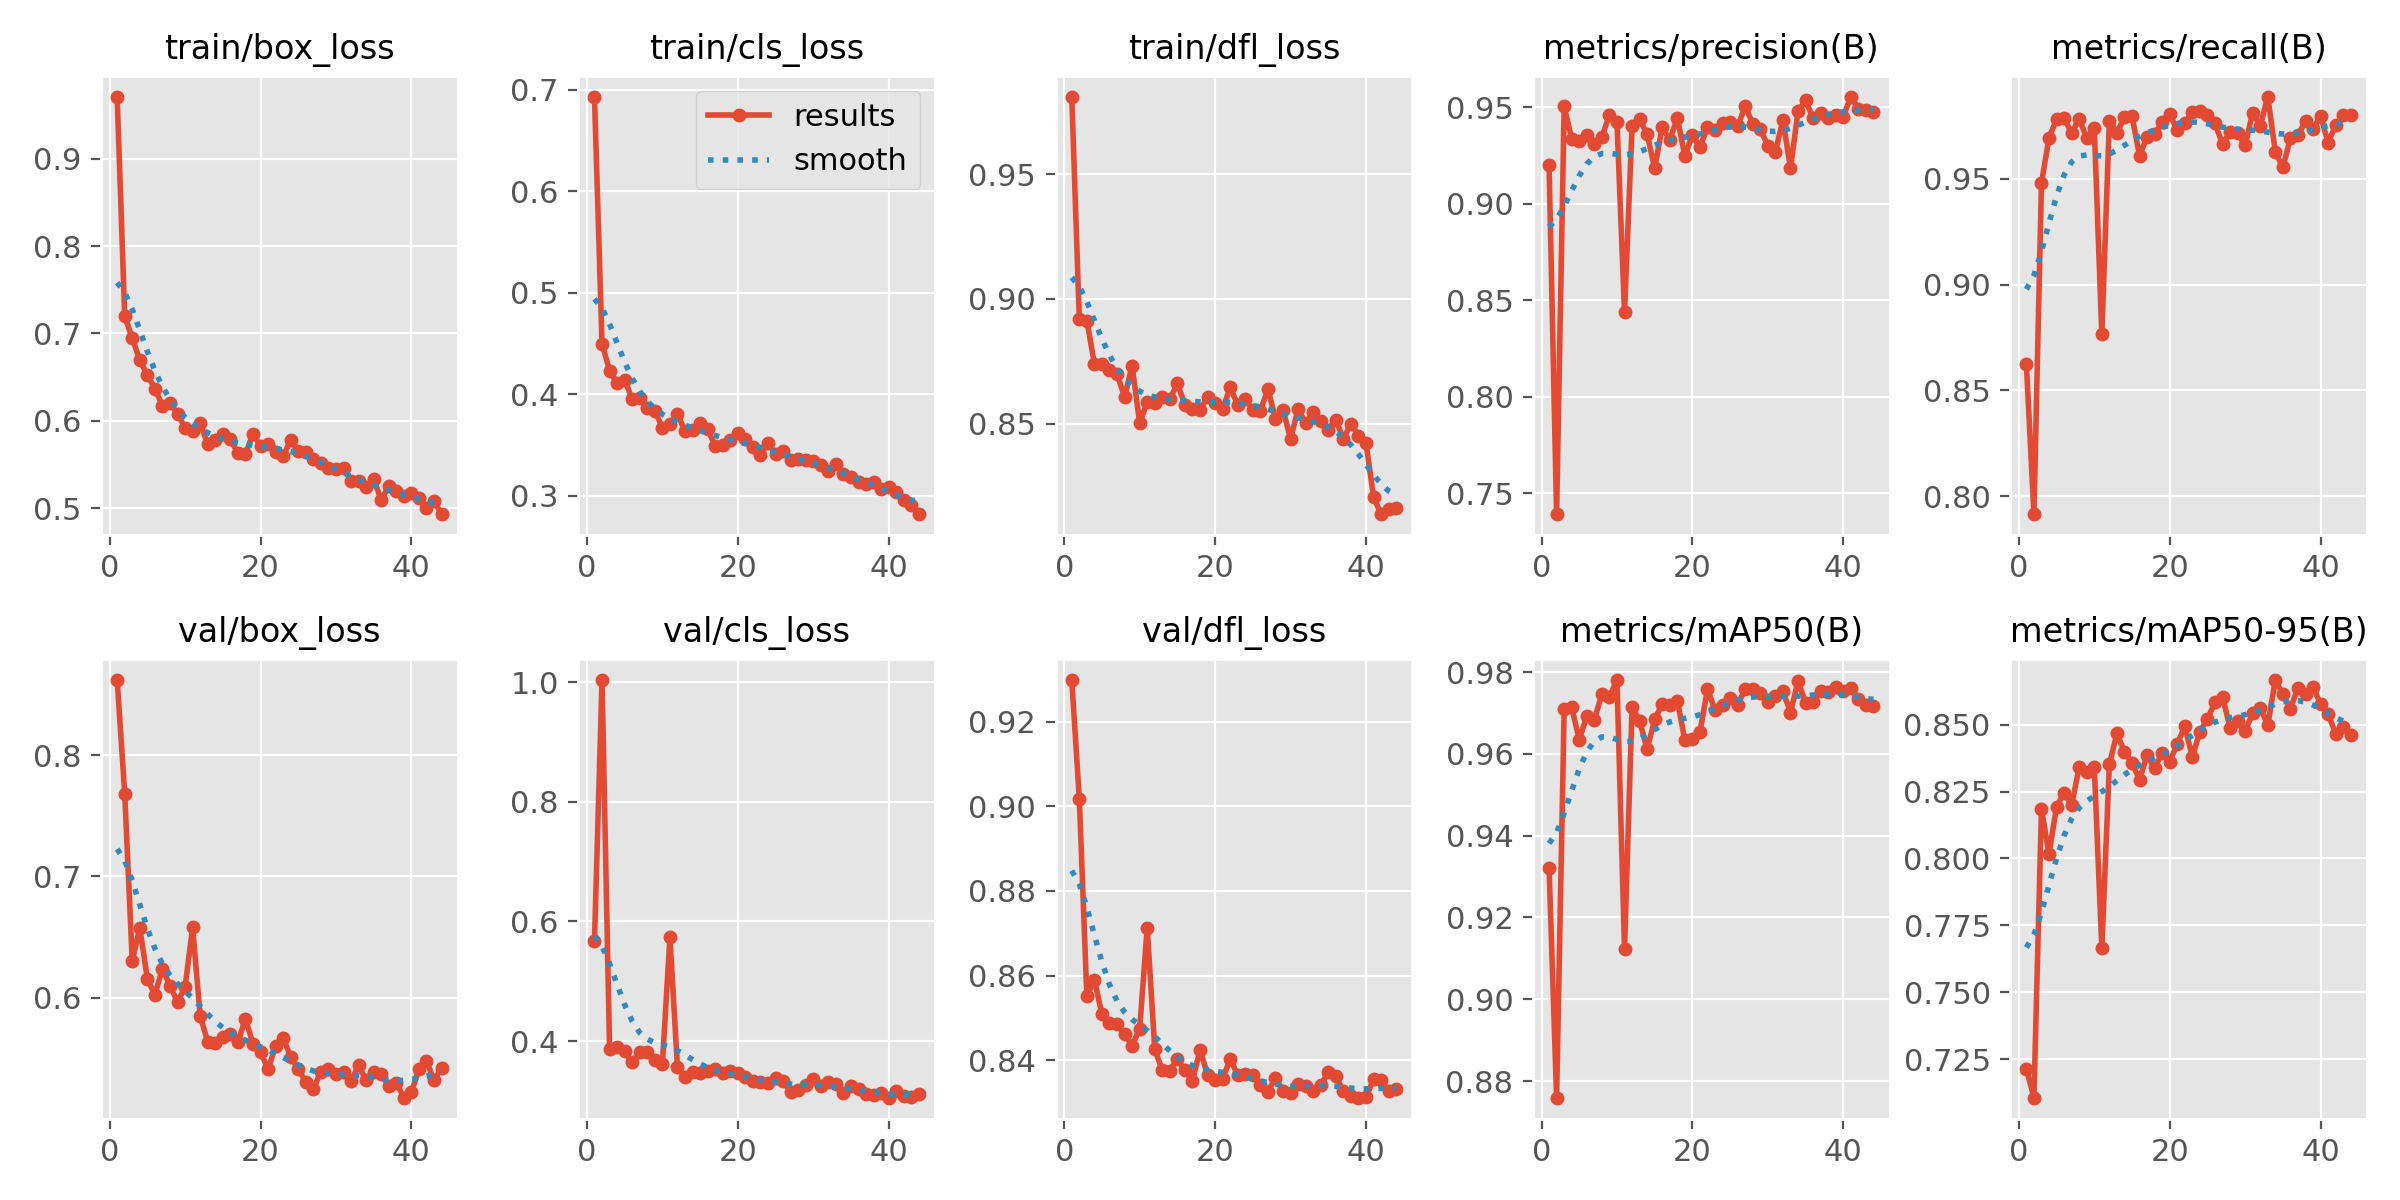 train/box_loss
train/cls_loss
train/dfl_loss
metrics/precision(B)
metrics/recall(B)
0.9
0.8
0.7
0.6
0.5
0 20 40
0.7
0.6
0.5
0.4
0.3
0 20 40
results
smooth
0.95
0.90
0.85
0 20 40
0.95
0.90
0.85
0.80
0.75
0 20 40
0.95
0.90
0.85
0.80
0 20 40
val/box_loss
val/cls_loss
val/dfl_loss
metrics/mAP50(B)
metrics/mAP50-95(B)
0.8
0.7
0.6
0 20 40
1.0
0.8
0.6
0.4
0 20 40
0.92
0.90
0.88
0.86
0.84
0 20 40
0.98
0.96
0.94
0.92
0.90
0.88
0 20 40
0.850
0.825
0.800
0.775
0.750
0.725
0 20 40